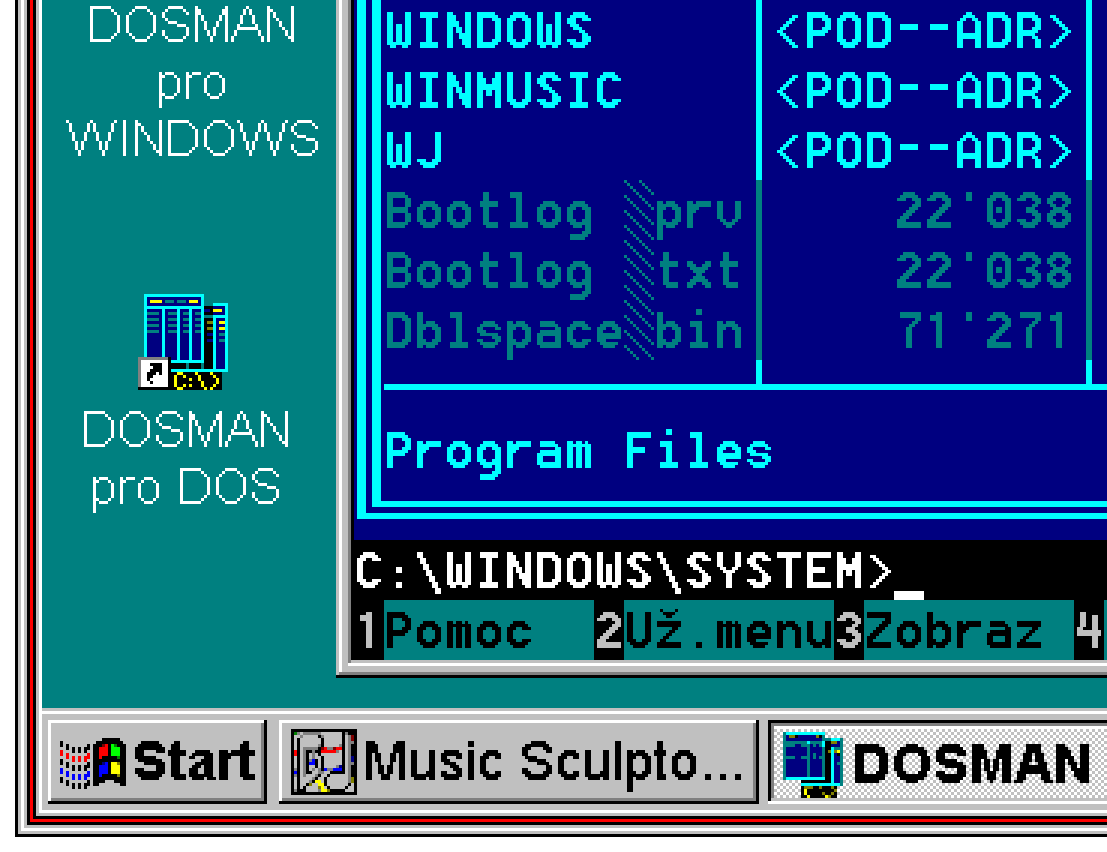 DOSMAN
pro
WINDOWS
DOSMAN
pro DOS
WINDOWS <POD--ADR>
WINMUSIC <POD--ADR>
WJ <POD--ADR>
Bootlog prv 22'038
Bootlog txt 22'038
Dblspace bin 71'271
Program Files
C:\WINDOWS\SYSTEM>_
1Pomoc 2Už.menu3Zobraz 4
C:\>
Start Music Sculpto... DOSMAN